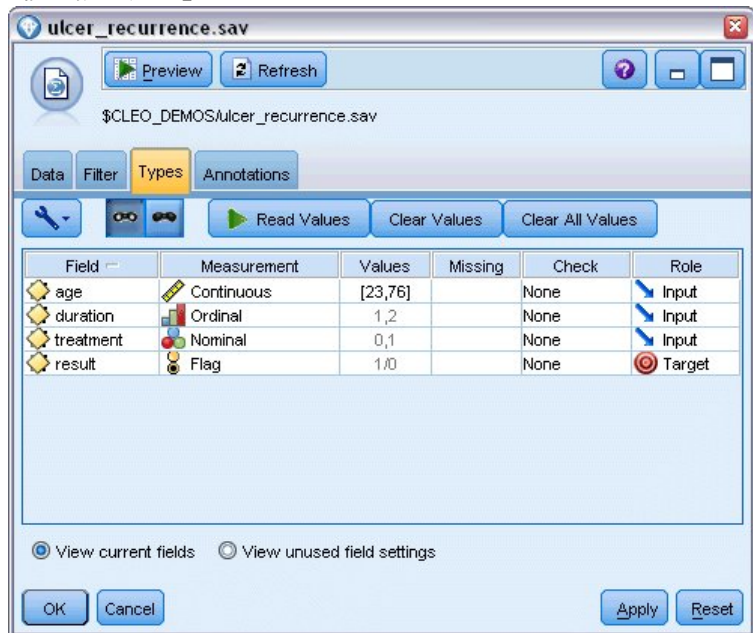 ulcer_recurrence.sav
Preview Refresh
$CLEO_DEMOS/ulcer_recurrence.sav
Data Filter Types Annotations
Read Values Clear Values Clear All Values
Field Measurement Values Missing Check Role
age Continuous [23,76] None Input
duration Ordinal 1,2 None Input
treatment Nominal 0,1 None Input
result Flag 1/0 None Target
View current fields View unused field settings
OK Cancel Apply Reset